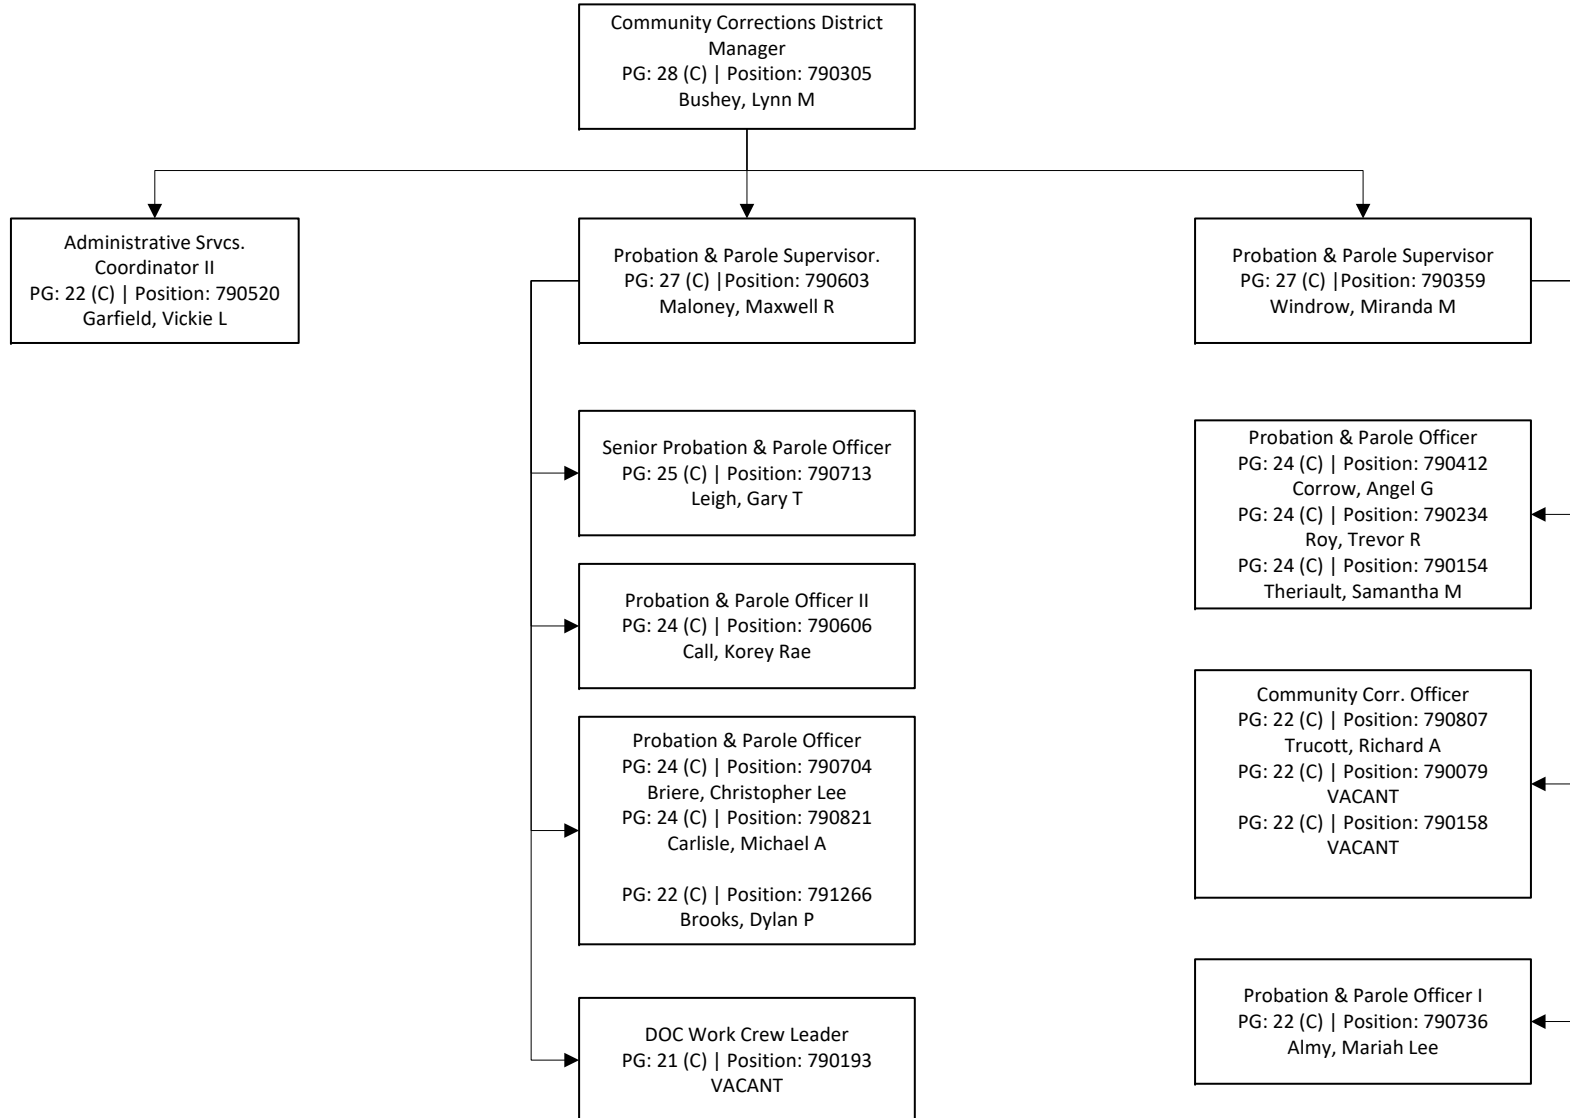 Community Corrections District
Manager
PG: 28 (C) | Position: 790305
Bushey, Lynn M
Administrative Srvcs.
Coordinator II
PG: 22 (C) | Position: 790520
Garfield, Vickie L
Probation & Parole Supervisor.
PG: 27 (C) |Position: 790603
Maloney, Maxwell R
Probation & Parole Supervisor
PG: 27 (C) |Position: 790359
Windrow, Miranda M
Senior Probation & Parole Officer
PG: 25 (C) | Position: 790713
Leigh, Gary T
Probation & Parole Officer II
PG: 24 (C) | Position: 790606
Call, Korey Rae
Probation & Parole Officer
PG: 24 (C) | Position: 790704
Briere, Christopher Lee
PG: 24 (C) | Position: 790821
Carlisle, Michael A
PG: 22 (C) | Position: 791266
Brooks, Dylan P
DOC Work Crew Leader
PG: 21 (C) | Position: 790193
VACANT
Probation & Parole Officer
PG: 24 (C) | Position: 790412
Corrow, Angel G
PG: 24 (C) | Position: 790234
Roy, Trevor R
PG: 24 (C) | Position: 790154
Theriault, Samantha M
Community Corr. Officer
PG: 22 (C) | Position: 790807
Trucott, Richard A
PG: 22 (C) | Position: 790079
VACANT
PG: 22 (C) | Position: 790158
VACANT
Probation & Parole Officer I
PG: 22 (C) | Position: 790736
Almy, Mariah Lee